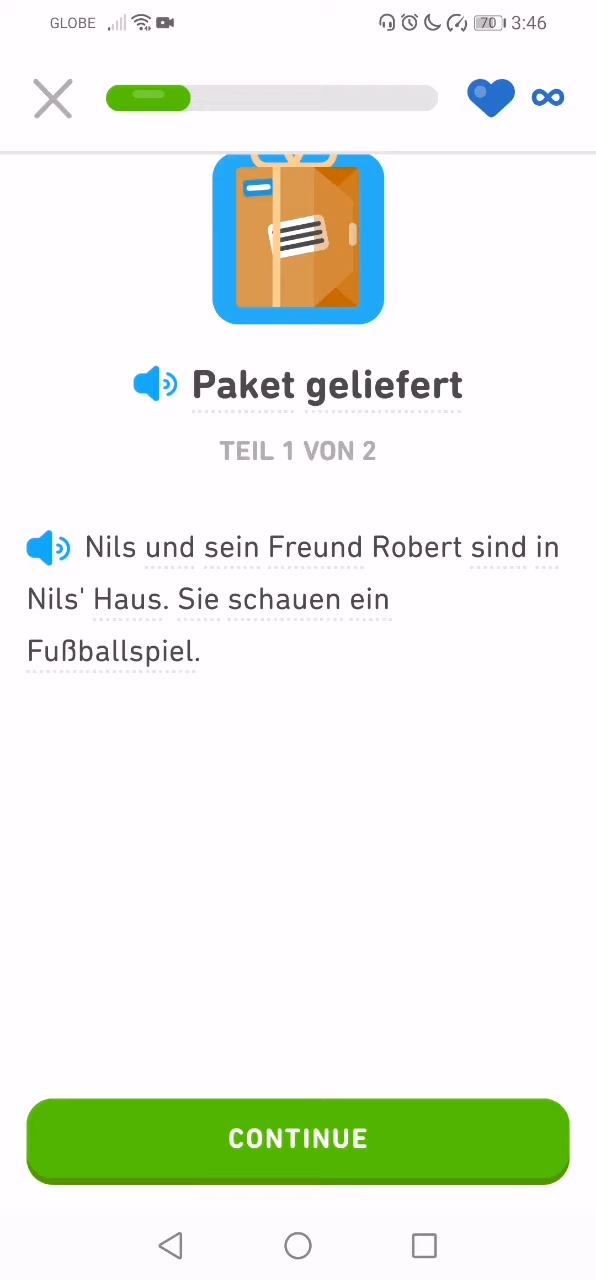 GLOBE 70 3:46
Paket geliefert
TEIL 1 VON 2
Nils und sein Freund Robert sind in
Nils' Haus. Sie schauen ein
Fußballspiel.
CONTINUE